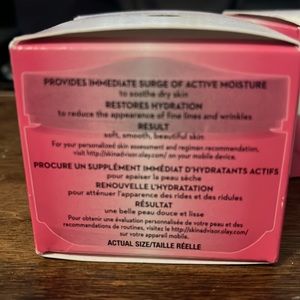 PROVIDES IMMEDIATE SURGE OF ACTIVE MOISTURE
to soothe dry skin
RESTORES HYDRATION
to reduce the appearance of fine lines and wrinkles
RESULT
soft, smooth, beautiful skin
For your personalized skin assessment and regimen recommendation,
visit http://skinadvisor.olay.com/ on your mobile device.
PROCURE UN SUPPLÉMENT IMMÉDIAT D'HYDRATANTS ACTIFS
pour apaiser la peau sèche
RENOUVELLE L'HYDRATATION
pour atténuer l'apparence des rides et des ridules
RÉSULTAT
une belle peau douce et lisse
Pour obtenir une évaluation personnalisée de votre peau et des
recommandations de routines, visitez le http://skinadvisor.olay.com/
sur votre appareil mobile.
ACTUAL SIZE/TAILLE RÉELLE